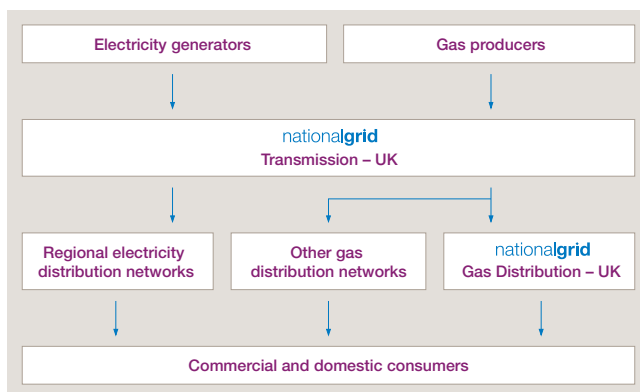 Electricity generators
Gas producers
nationalgrid
Transmission – UK
Regional electricity
distribution networks
Other gas
distribution networks
nationalgrid
Gas Distribution – UK
Commercial and domestic consumers